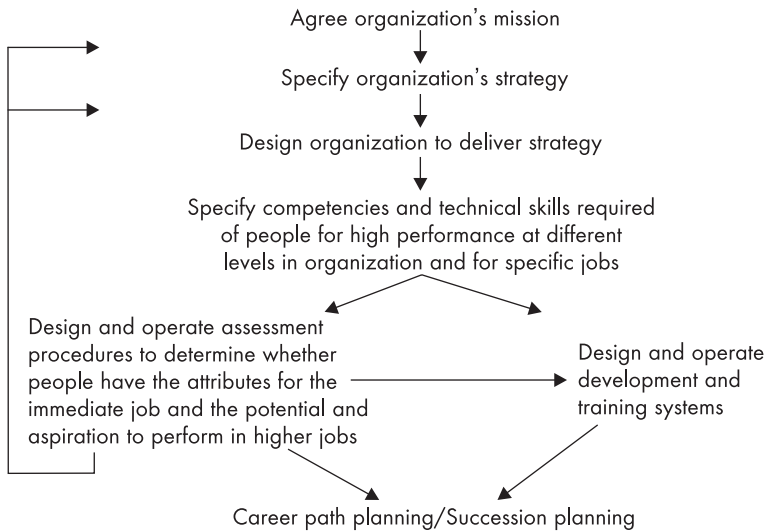 Agree organization's mission
Specify organization's strategy
Design organization to deliver strategy
Specify competencies and technical skills required
of people for high performance at different
levels in organization and for specific jobs
Design and operate assessment
procedures to determine whether
people have the attributes for the
immediate job and the potential and
aspiration to perform in higher jobs
Design and operate
development and
training systems
Career path planning/Succession planning